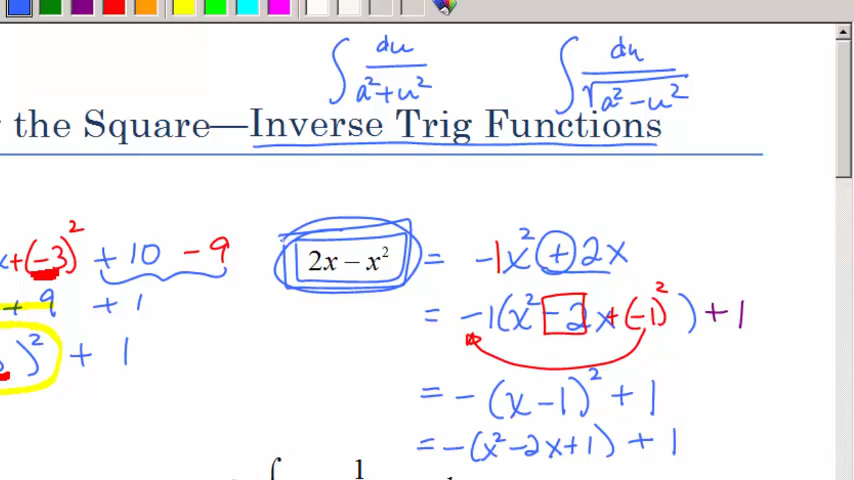 ∫ du / (a² + u²)    ∫ du / √(a² − u²)
r the Square—Inverse Trig Functions
x + (−3)² + 10 − 9
+ 9 + 1
)² + 1
2x − x² = −1x² + 2x
= −1(x² − 2x + (−1)²) + 1
= −(x − 1)² + 1
= −(x² − 2x + 1) + 1
∫ 1